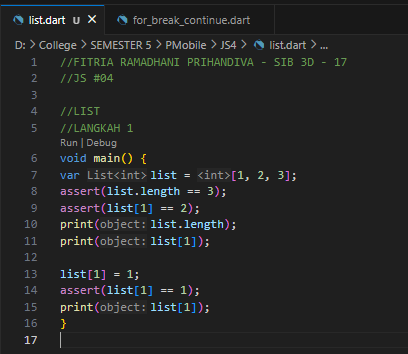 list.dart U X for_break_continue.dart
D: > College > SEMESTER 5 > PMobile > JS4 > list.dart > ...
1 //FITRIA RAMADHANI PRIHANDIVA - SIB 3D - 17
2 //JS #04
3
4 //LIST
5 //LANGKAH 1
Run | Debug
6 void main() {
7 var List<int> list = <int>[1, 2, 3];
8 assert(list.length == 3);
9 assert(list[1] == 2);
10 print(object: list.length);
11 print(object: list[1]);
12
13 list[1] = 1;
14 assert(list[1] == 1);
15 print(object: list[1]);
16 }
17